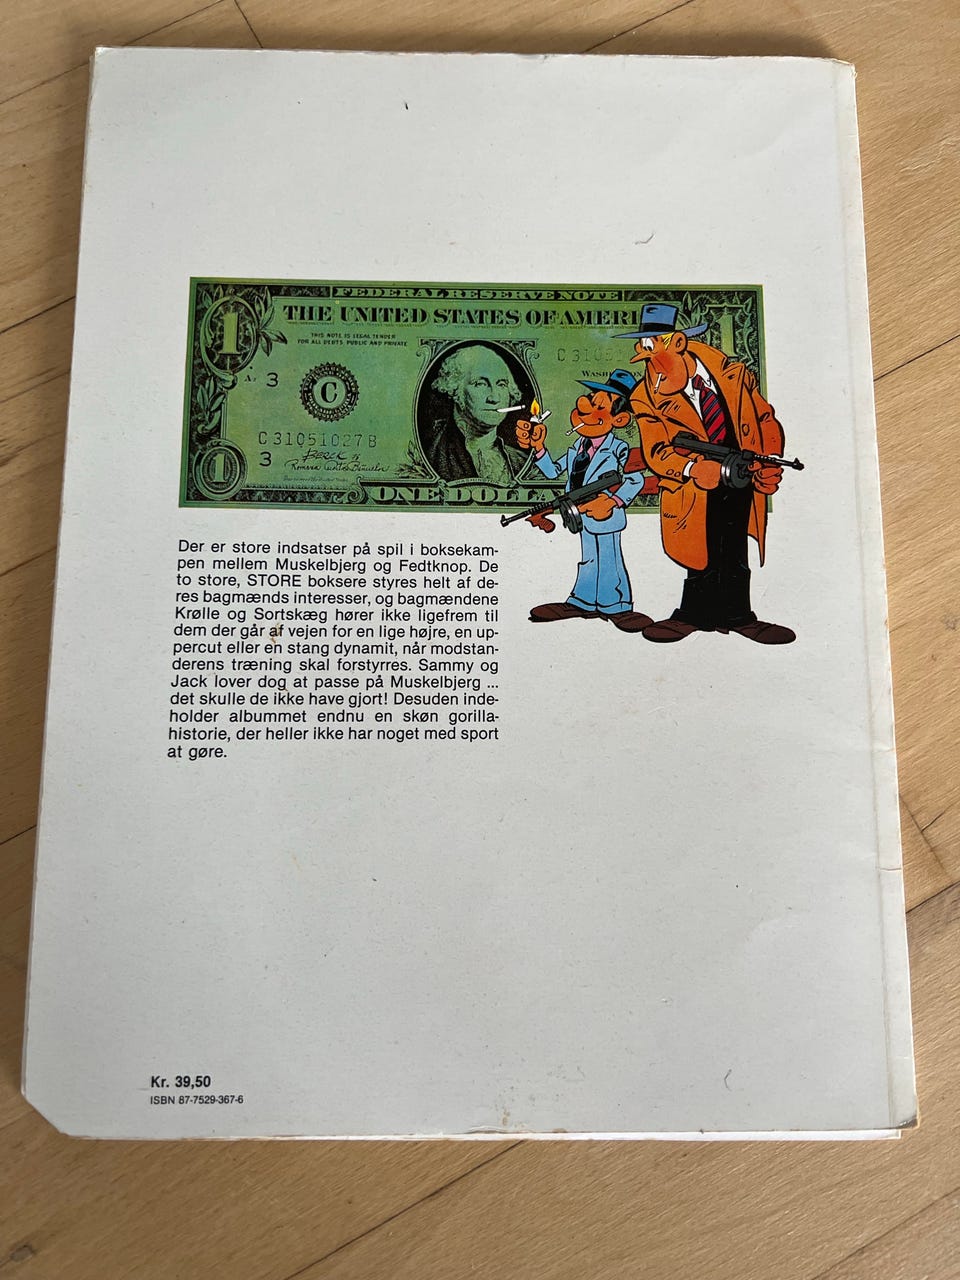 FEDERAL RESERVE NOTE
THE UNITED STATES OF AMERI
1
1
THIS NOTE IS LEGAL TENDER
FOR ALL DEBTS, PUBLIC AND PRIVATE
C 3105
WASH
3
C
C31051027B
3
1
ONE DOLLA
Der er store indsatser på spil i boksekam-
pen mellem Muskelbjerg og Fedtknop. De
to store, STORE boksere styres helt af de-
res bagmænds interesser, og bagmændene
Krølle og Sortskæg hører ikke ligefrem til
dem der går af vejen for en lige højre, en up-
percut eller en stang dynamit, når modstan-
derens træning skal forstyrres. Sammy og
Jack lover dog at passe på Muskelbjerg ...
det skulle de ikke have gjort! Desuden inde-
holder albummet endnu en skøn gorilla-
historie, der heller ikke har noget med sport
at gøre.
Kr. 39,50
ISBN 87-7529-367-6